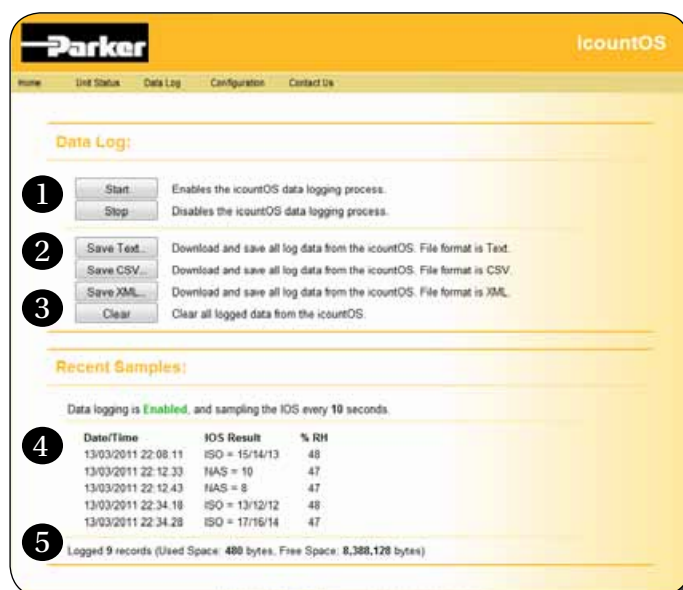 Parker
IcountOS
Home Unit Status Data Log Configuration Contact Us
Data Log:
1
Start Enables the icountOS data logging process.
Stop Disables the icountOS data logging process.
2
Save Text... Download and save all log data from the icountOS. File format is Text.
Save CSV... Download and save all log data from the icountOS. File format is CSV.
Save XML... Download and save all log data from the icountOS. File format is XML.
3
Clear Clear all logged data from the icountOS.
Recent Samples:
Data logging is Enabled, and sampling the IOS every 10 seconds.
4
Date/Time IOS Result % RH
13/03/2011 22:08:11 ISO = 15/14/13 48
13/03/2011 22:12:33 NAS = 10 47
13/03/2011 22:12:43 NAS = 8 47
13/03/2011 22:34:18 ISO = 13/12/12 48
13/03/2011 22:34:28 ISO = 17/16/14 47
5
Logged 9 records (Used Space: 480 bytes, Free Space: 8,388,128 bytes)